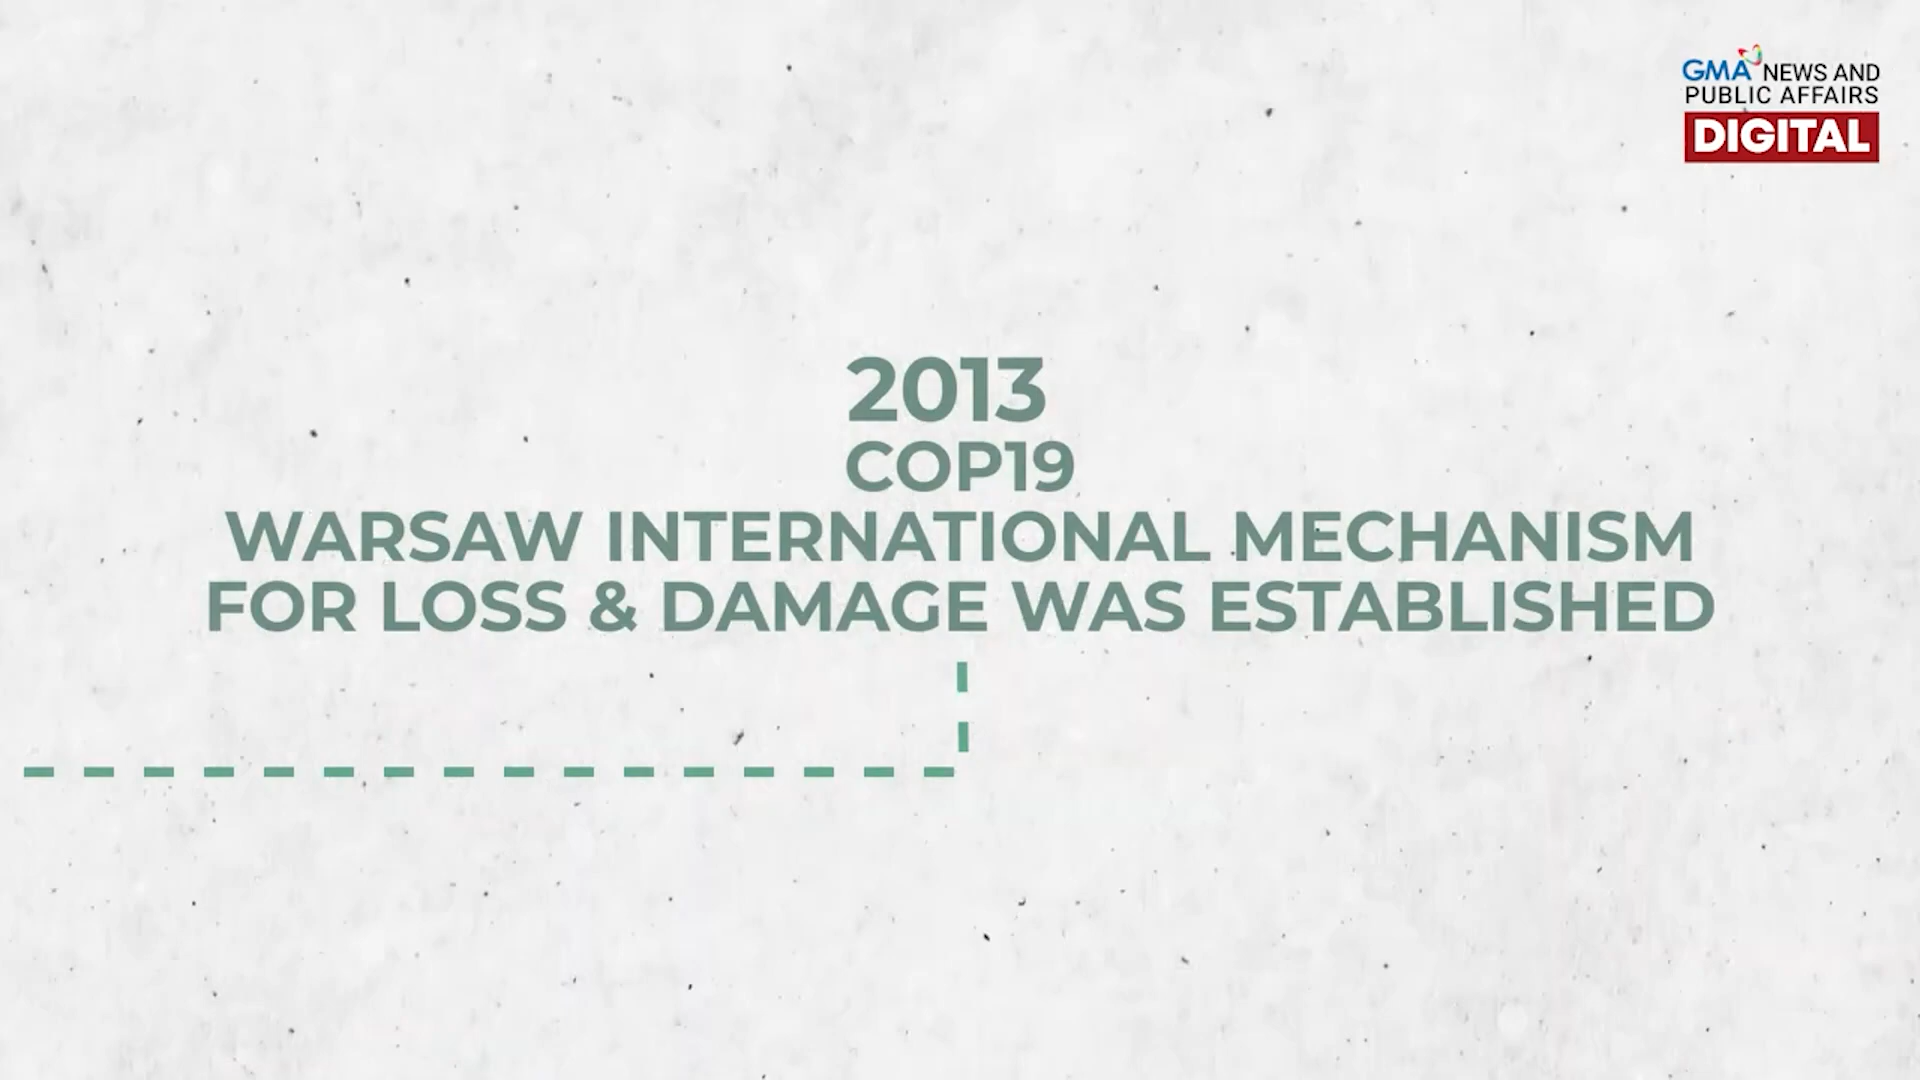 GMA NEWS AND
PUBLIC AFFAIRS
DIGITAL
2013
COP19
WARSAW INTERNATIONAL MECHANISM
FOR LOSS & DAMAGE WAS ESTABLISHED